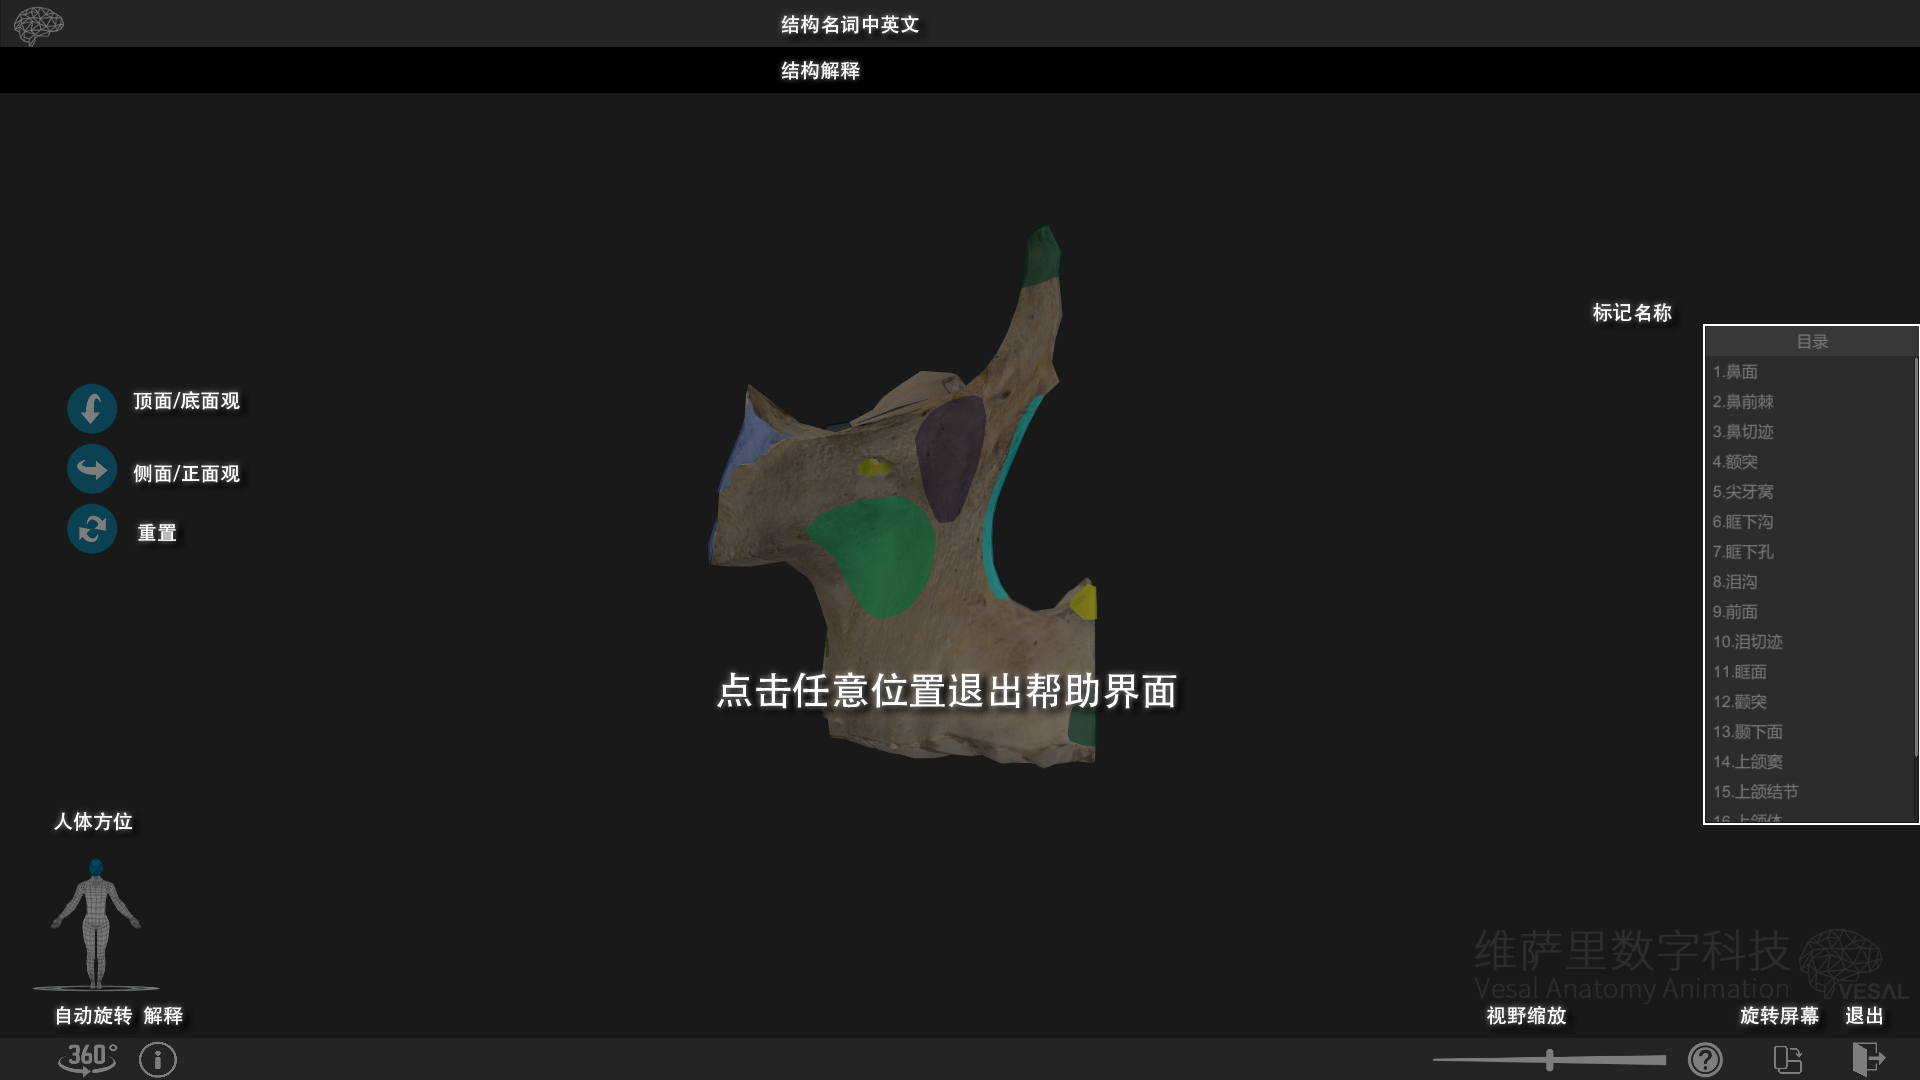 结构名词中英文
结构解释
标记名称
目录
1.鼻面
2.鼻前棘
3.鼻切迹
4.额突
5.尖牙窝
6.眶下沟
7.眶下孔
8.泪沟
9.前面
10.泪切迹
11.眶面
12.颧突
13.颞下面
14.上颌窦
15.上颌结节
16.上颌体
顶面/底面观
侧面/正面观
重置
点击任意位置退出帮助界面
人体方位
维萨里数字科技
Vesal Anatomy Animation
VESAL
自动旋转 解释
视野缩放
旋转屏幕 退出
360°